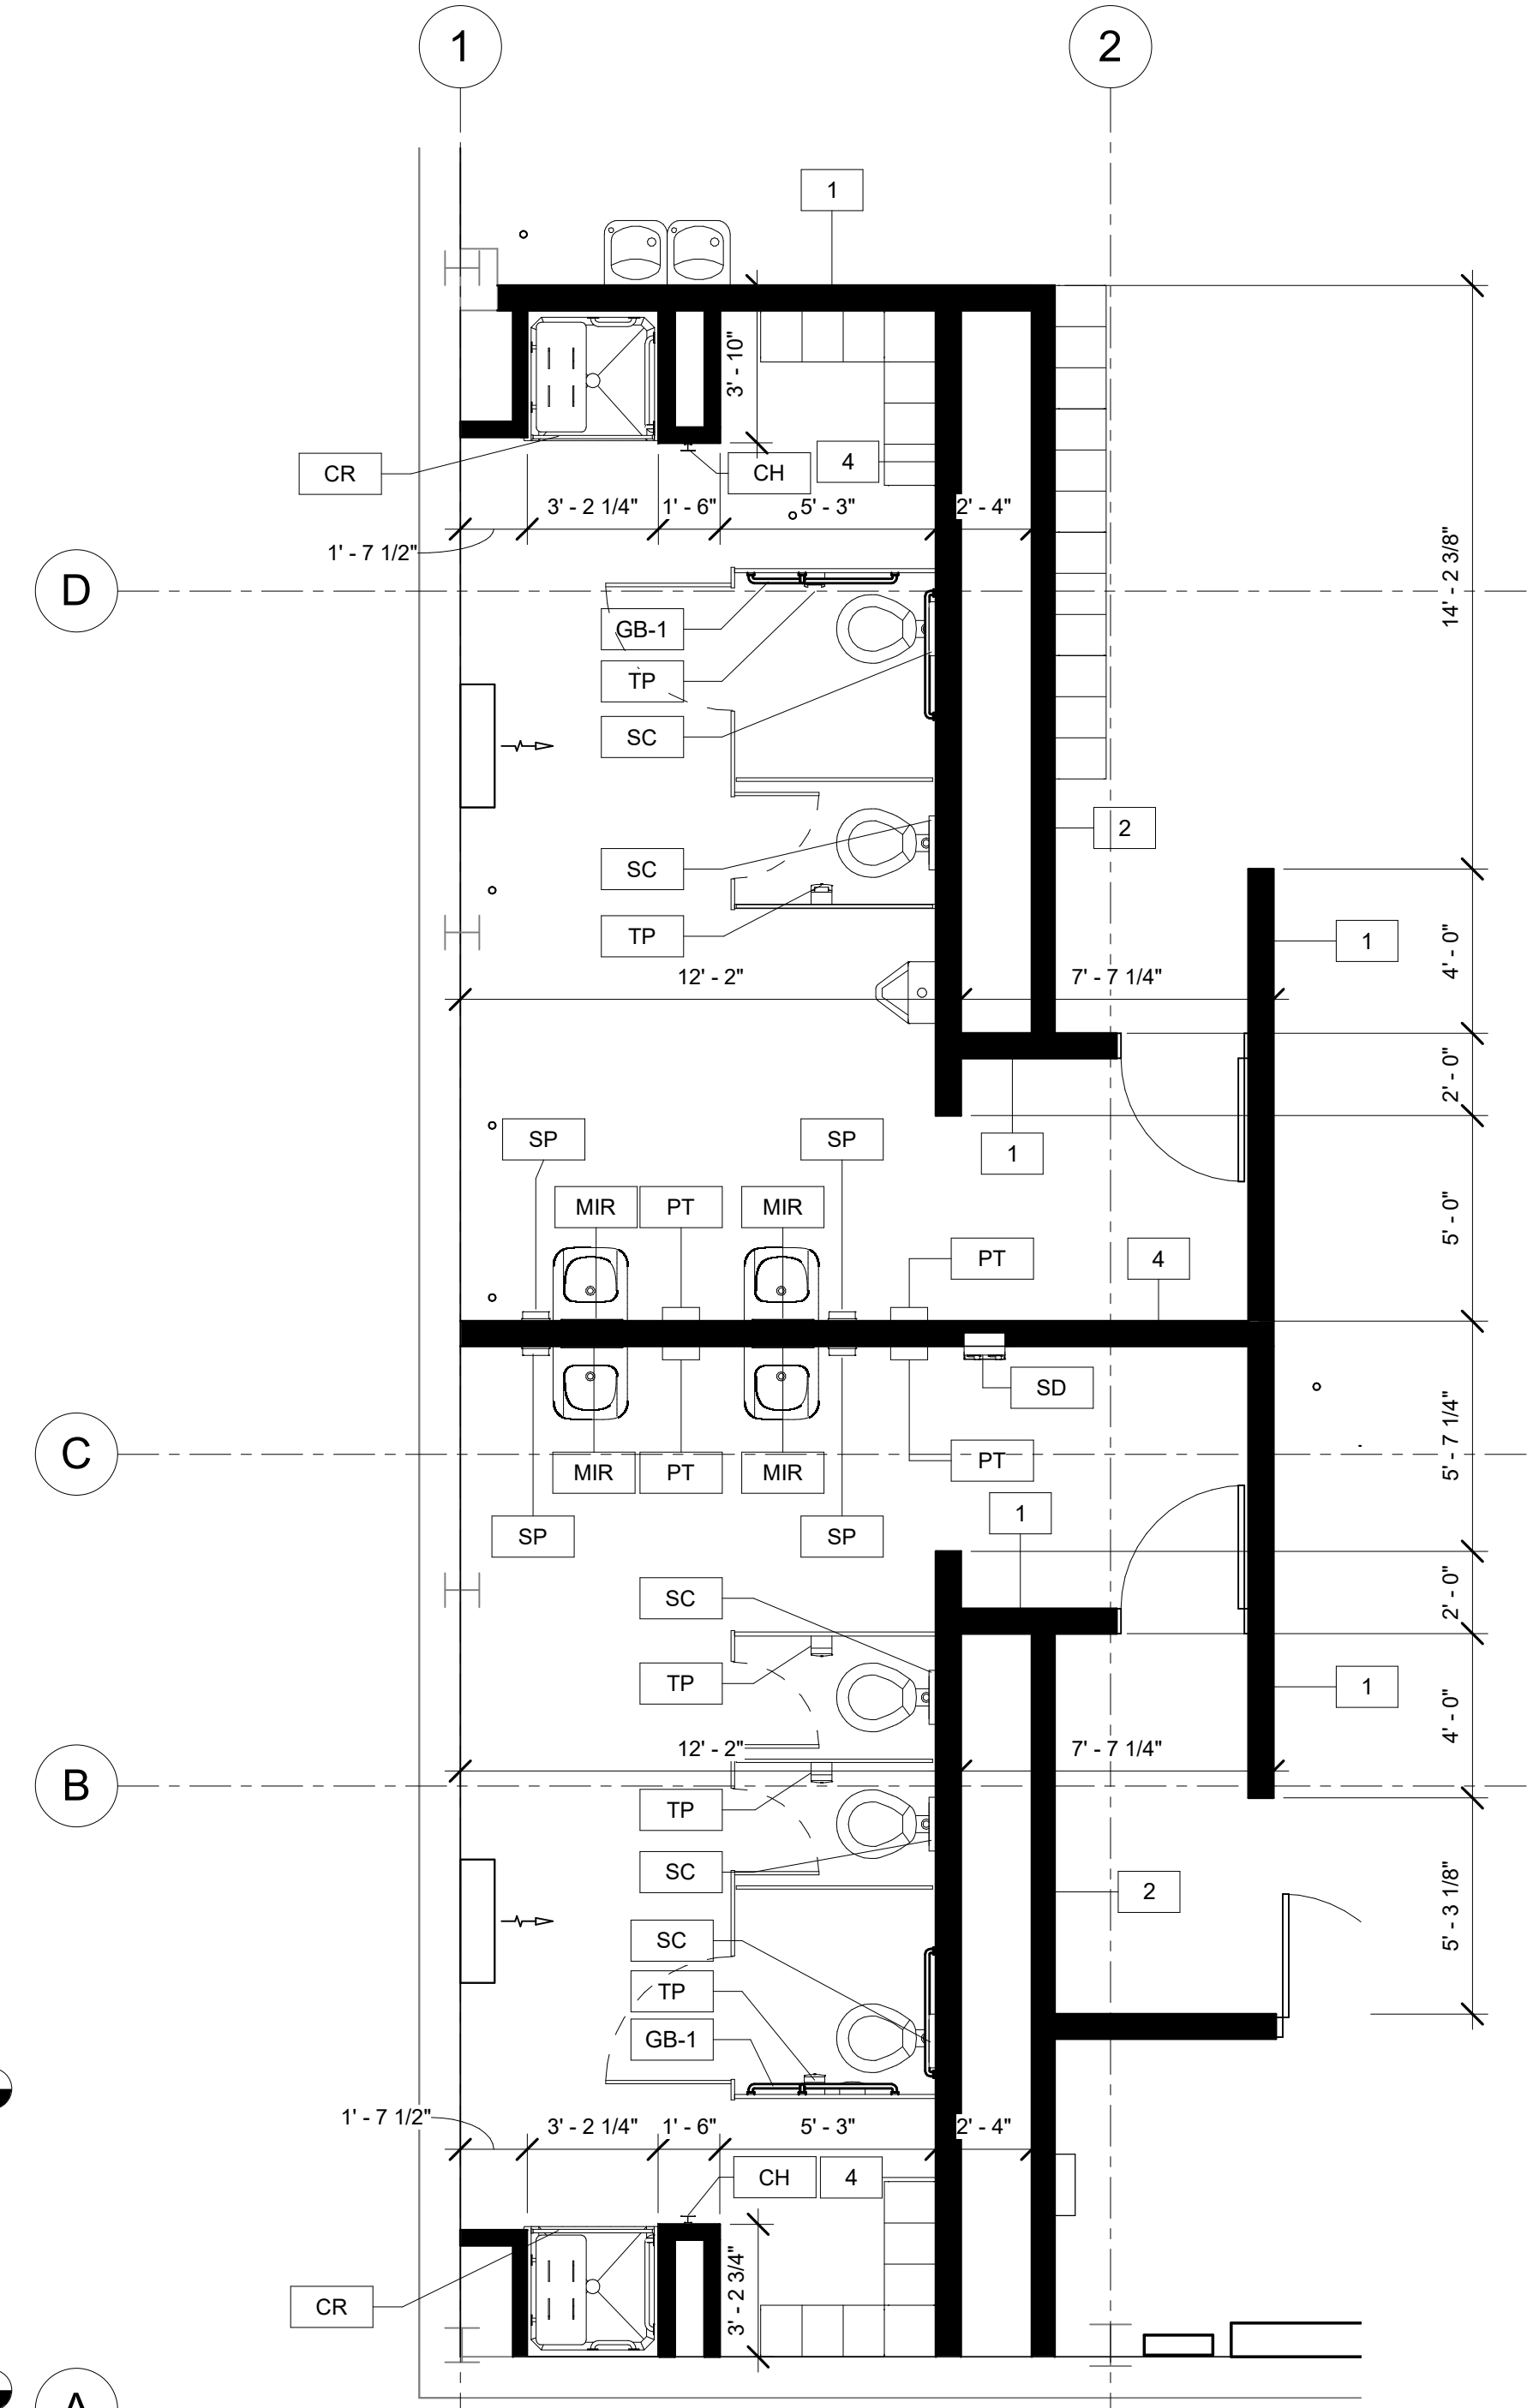 1
2
1
3' - 10"
CR
CH
4
3' - 2 1/4"
1' - 6"
5' - 3"
2' - 4"
1' - 7 1/2"
14' - 2 3/8"
D
GB-1
TP
SC
2
SC
TP
1
4' - 0"
12' - 2"
7' - 7 1/4"
2' - 0"
SP
SP
1
MIR
PT
MIR
5' - 0"
PT
4
SD
5' - 7 1/4"
C
PT
MIR
PT
MIR
1
SP
SP
SC
2' - 0"
TP
1
4' - 0"
12' - 2"
7' - 7 1/4"
B
TP
SC
2
5' - 3 1/8"
SC
TP
GB-1
1' - 7 1/2"
3' - 2 1/4"
1' - 6"
5' - 3"
2' - 4"
CH
4
3' - 2 3/4"
CR
A